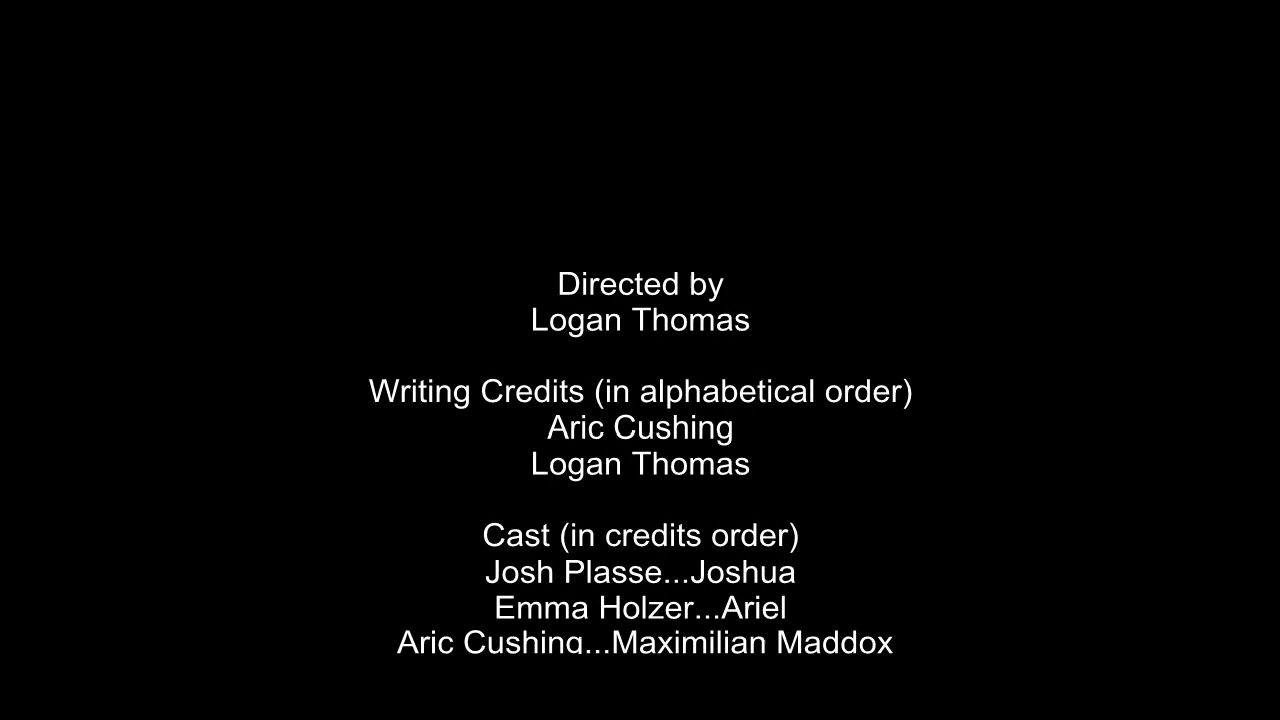 Directed by
Logan Thomas
Writing Credits (in alphabetical order)
Aric Cushing
Logan Thomas
Cast (in credits order)
Josh Plasse...Joshua
Emma Holzer...Ariel
Aric Cushing...Maximilian Maddox